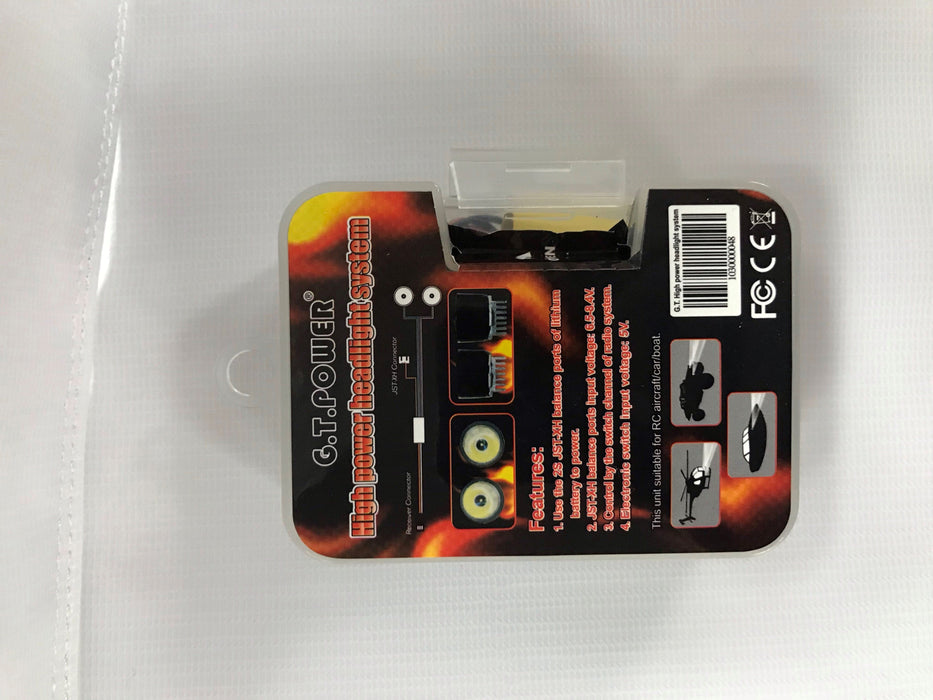 G.T.POWER®
High power headlight system
JST-XH Connector
Receiver Connector
Features:
1. Use the 2S JST-XH balance ports of lithium
battery to power.
2. JST-XH balance ports input voltage: 6.5-8.4V.
3. Control by the switch channel of radio system.
4. Electronic switch input voltage: 5V.
This unit suitable for RC aircraft/car/boat.
G.T. High power headlight system
1030000048
FC CE